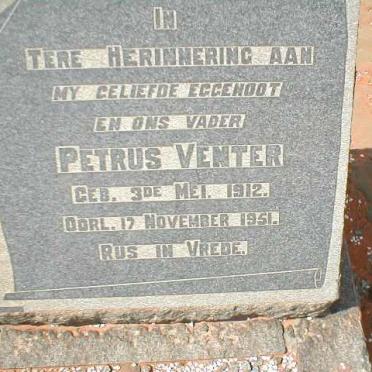 IN
TERE HERINNERING AAN
MY GELIEFDE EGGENOOT
EN ONS VADER
PETRUS VENTER
GEB. 3DE MEI. 1912.
OORL. 17 NOVEMBER 1951.
RUS IN VREDE.